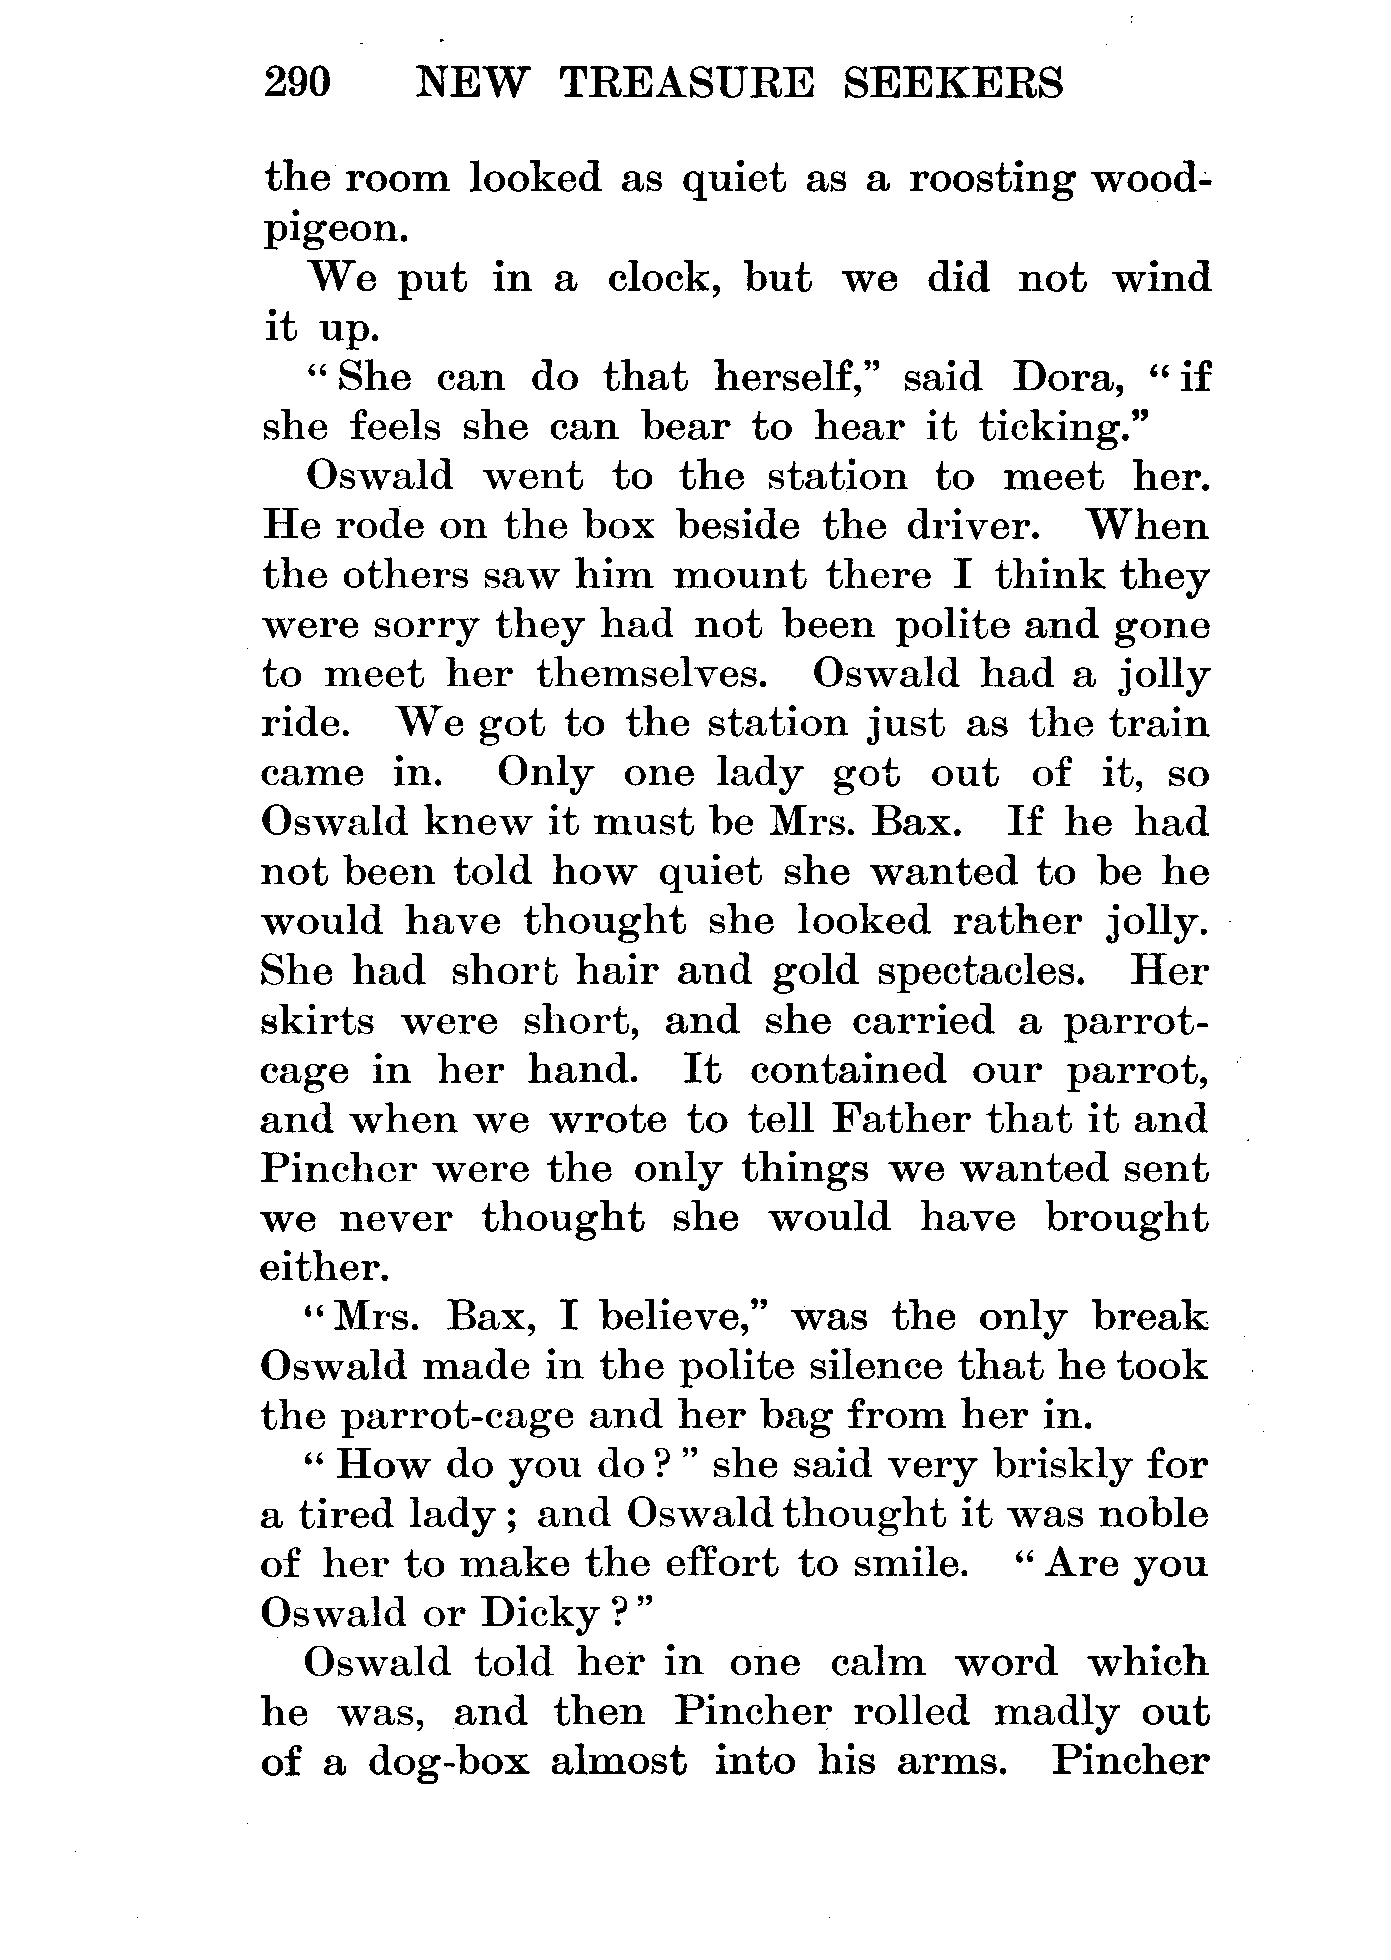 290 NEW TREASURE SEEKERS
the room looked as quiet as a roosting wood-
pigeon.
We put in a clock, but we did not wind
it up.
“She can do that herself,” said Dora, “if
she feels she can bear to hear it ticking.”
Oswald went to the station to meet her.
He rode on the box beside the driver. When
the others saw him mount there I think they
were sorry they had not been polite and gone
to meet her themselves. Oswald had a jolly
ride. We got to the station just as the train
came in. Only one lady got out of it, so
Oswald knew it must be Mrs. Bax. If he had
not been told how quiet she wanted to be he
would have thought she looked rather jolly.
She had short hair and gold spectacles. Her
skirts were short, and she carried a parrot-
cage in her hand. It contained our parrot,
and when we wrote to tell Father that it and
Pincher were the only things we wanted sent
we never thought she would have brought
either.
“Mrs. Bax, I believe,” was the only break
Oswald made in the polite silence that he took
the parrot-cage and her bag from her in.
“How do you do?” she said very briskly for
a tired lady; and Oswald thought it was noble
of her to make the effort to smile. “Are you
Oswald or Dicky?”
Oswald told her in one calm word which
he was, and then Pincher rolled madly out
of a dog-box almost into his arms. Pincher